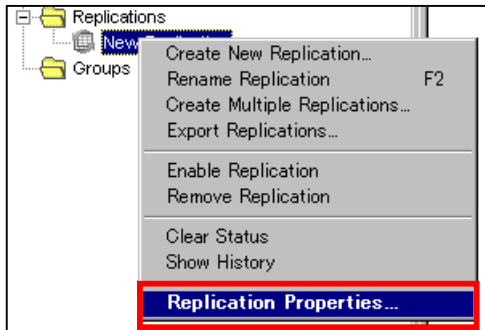 Replications
New
Groups
Create New Replication...
Rename Replication F2
Create Multiple Replications...
Export Replications...
Enable Replication
Remove Replication
Clear Status
Show History
Replication Properties...